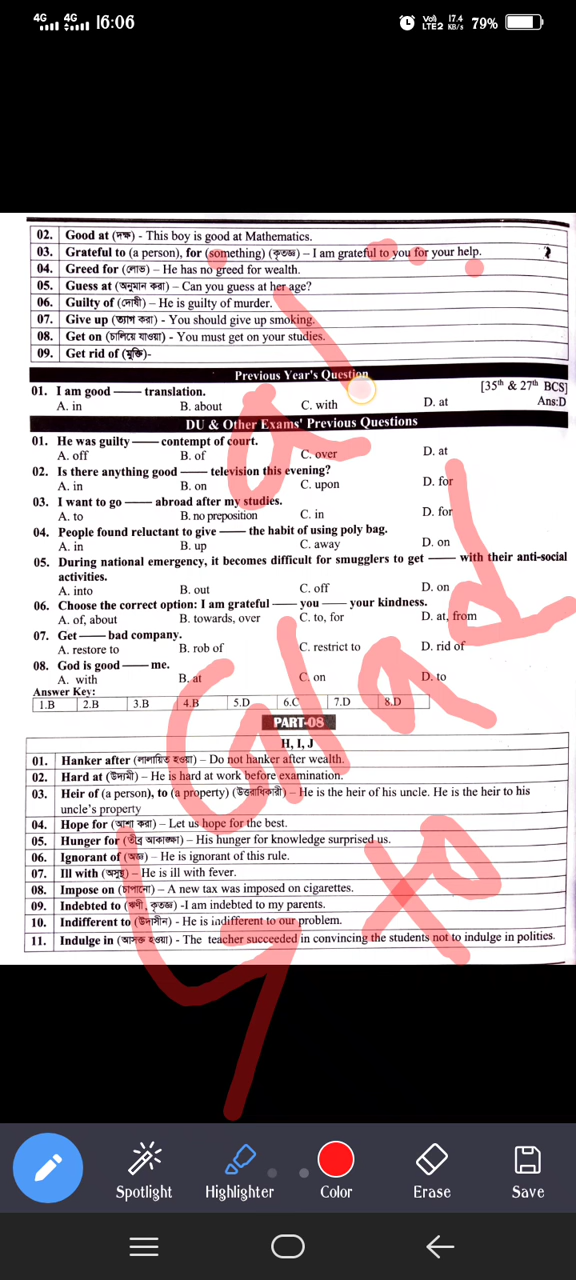 4G 4G 16:06 Vol) LTE2 17.4 KB/s 79%
02. Good at (দক্ষ) - This boy is good at Mathematics.
03. Grateful to (a person), for (something) (কৃতজ্ঞ) – I am grateful to you for your help.
04. Greed for (লোভ) – He has no greed for wealth.
05. Guess at (অনুমান করা) – Can you guess at her age?
06. Guilty of (দোষী) – He is guilty of murder.
07. Give up (ত্যাগ করা) - You should give up smoking.
08. Get on (চালিয়ে যাওয়া) - You must get on your studies.
09. Get rid of (মুক্তি)-
Previous Year's Question
01. I am good —— translation. [35th & 27th BCS]
A. in B. about C. with D. at Ans:D
DU & Other Exams' Previous Questions
01. He was guilty —— contempt of court.
A. off B. of C. over D. at
02. Is there anything good —— television this evening?
A. in B. on C. upon D. for
03. I want to go —— abroad after my studies.
A. to B. no preposition C. in D. for
04. People found reluctant to give —— the habit of using poly bag.
A. in B. up C. away D. on
05. During national emergency, it becomes difficult for smugglers to get —— with their anti-social
activities.
A. into B. out C. off D. on
06. Choose the correct option: I am grateful —— you —— your kindness.
A. of, about B. towards, over C. to, for D. at, from
07. Get —— bad company.
A. restore to B. rob of C. restrict to D. rid of
08. God is good —— me.
A. with B. at C. on D. to
Answer Key:
1.B 2.B 3.B 4.B 5.D 6.C 7.D 8.D
PART-08
H, I, J
01. Hanker after (লালায়িত হওয়া) – Do not hanker after wealth.
02. Hard at (উদ্যমী) – He is hard at work before examination.
03. Heir of (a person), to (a property) (উত্তরাধিকারী) – He is the heir of his uncle. He is the heir to his
uncle's property
04. Hope for (আশা করা) – Let us hope for the best.
05. Hunger for (তীব্র আকাঙ্ক্ষা) – His hunger for knowledge surprised us.
06. Ignorant of (অজ্ঞ) – He is ignorant of this rule.
07. Ill with (অসুস্থ) – He is ill with fever.
08. Impose on (চাপানো) – A new tax was imposed on cigarettes.
09. Indebted to (ঋণী, কৃতজ্ঞ) -I am indebted to my parents.
10. Indifferent to (উদাসীন) - He is indifferent to our problem.
11. Indulge in (আসক্ত হওয়া) - The teacher succeeded in convincing the students not to indulge in polities.
Glad
to
Spotlight Highlighter Color Erase Save